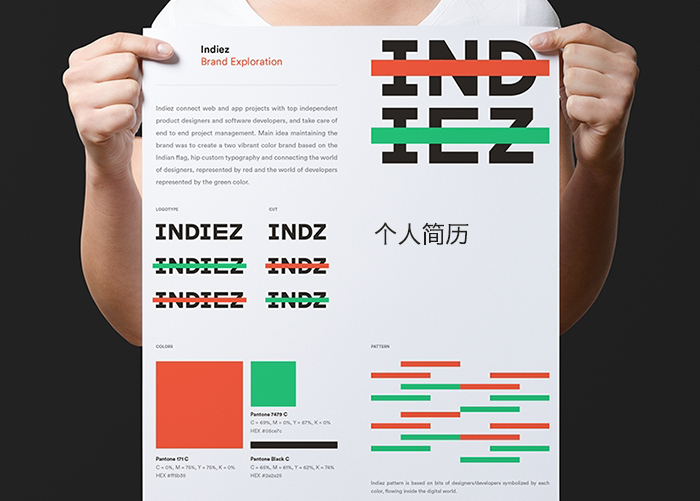 Indiez
Brand Exploration
IND
IEZ
Indiez connect web and app projects with top independent
product designers and software developers, and take care of
end to end project management. Main idea maintaining the
brand was to create a two vibrant color brand based on the
Indian flag, hip custom typography and connecting the world
of designers, represented by red and the world of developers
represented by the green color.
LOGOTYPE
CUT
INDIEZ
INDZ
INDIEZ
INDZ
INDIEZ
INDZ
个人简历
COLORS
Pantone 7479 C
C = 69%, M = 0%, Y = 67%, K = 0%
Pantone 171 C
C = 0%, M = 75%, Y = 75%, K = 0%
Pantone Black C
C = 65%, M = 61%, Y = 62%, K = 74%
PATTERN
Indiez pattern is based on bits of designers/developers symbolized by each
color, flowing inside the digital world.